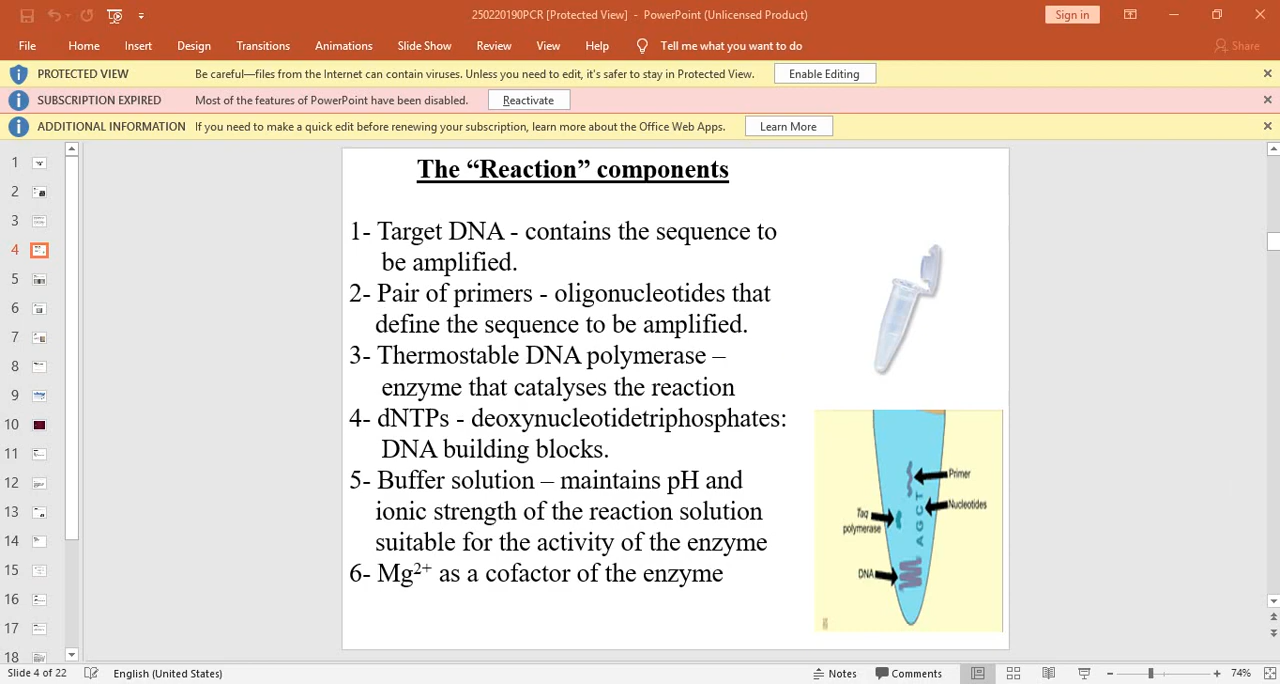 250220190PCR [Protected View] - PowerPoint (Unlicensed Product)
Sign in
File Home Insert Design Transitions Animations Slide Show Review View Help Tell me what you want to do Share
PROTECTED VIEW Be careful—files from the Internet can contain viruses. Unless you need to edit, it's safer to stay in Protected View. Enable Editing
SUBSCRIPTION EXPIRED Most of the features of PowerPoint have been disabled. Reactivate
ADDITIONAL INFORMATION If you need to make a quick edit before renewing your subscription, learn more about the Office Web Apps. Learn More
1
2
3
4
5
6
7
8
9
10
11
12
13
14
15
16
17
18
The “Reaction” components
1- Target DNA - contains the sequence to
be amplified.
2- Pair of primers - oligonucleotides that
define the sequence to be amplified.
3- Thermostable DNA polymerase –
enzyme that catalyses the reaction
4- dNTPs - deoxynucleotidetriphosphates:
DNA building blocks.
5- Buffer solution – maintains pH and
ionic strength of the reaction solution
suitable for the activity of the enzyme
6- Mg²⁺ as a cofactor of the enzyme
Primer
Nucleotides
Taq
polymerase
AGCT
DNA
Slide 4 of 22 English (United States) Notes Comments 74%